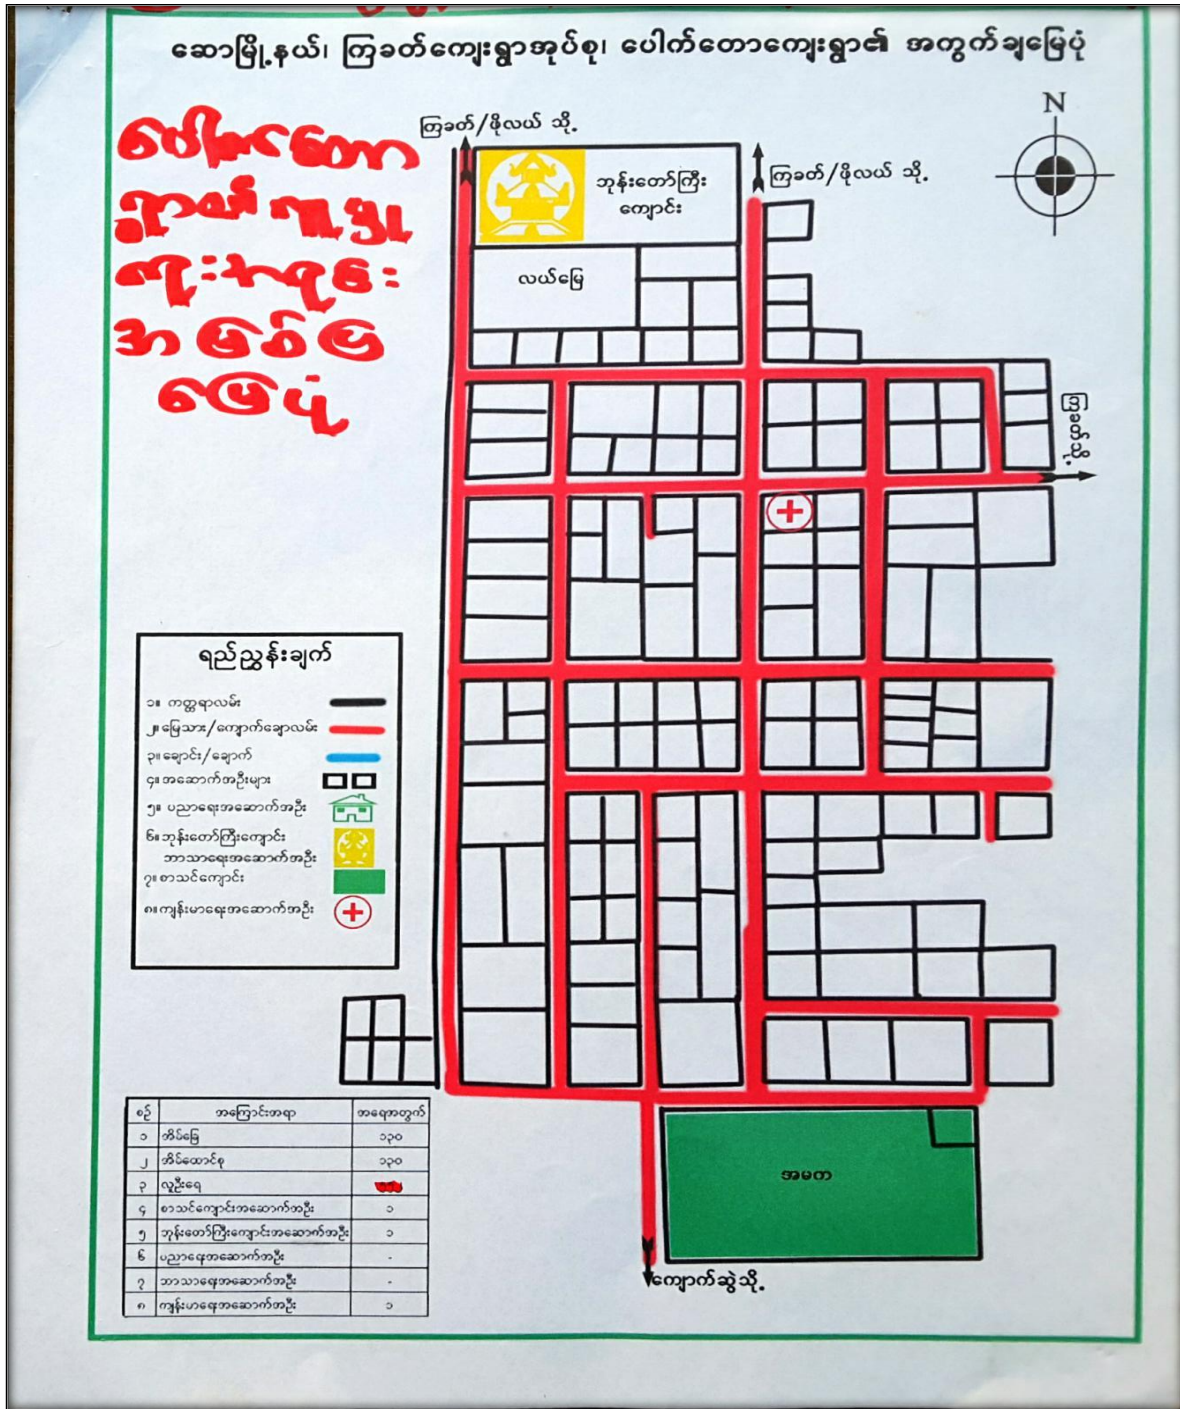 ဆောမြို့နယ်၊ ကြခတ်ကျေးရွာအုပ်စု၊ ပေါက်တောကျေးရွာ၏ အကွက်ချမြေပုံ
N
ကြခတ်/ဖိုလယ် သို့
ကြခတ်/ဖိုလယ် သို့
ဘုန်းတော်ကြီး
ကျောင်း
လယ်မြေ
ပေါက်တော
ရွာ၏
မြေပုံ
ရည်ညွှန်းချက်
၁။ ကတ္တရာလမ်း
၂။မြေသား/ကျောက်ချောလမ်း
၃။ချောင်း/ချောက်
၄။အဆောက်အဦးများ
၅။ ပညာရေးအဆောက်အဦး
၆။ဘုန်းတော်ကြီးကျောင်း
ဘာသာရေးအဆောက်အဦး
၇။စာသင်ကျောင်း
၈။ကျန်းမာရေးအဆောက်အဦး
စဉ် အကြောင်းအရာ အရေအတွက်
၁ အိမ်ခြေ ၁၃၀
၂ အိမ်ထောင်စု ၁၃၀
၃ လူဦးရေ
၄ စာသင်ကျောင်းအဆောက်အဦး ၁
၅ ဘုန်းတော်ကြီးကျောင်းအဆောက်အဦး ၁
၆ ပညာရေးအဆောက်အဦး -
၇ ဘာသာရေးအဆောက်အဦး -
၈ ကျန်းမာရေးအဆောက်အဦး ၁
အမက
ကျောက်ဆွဲသို့